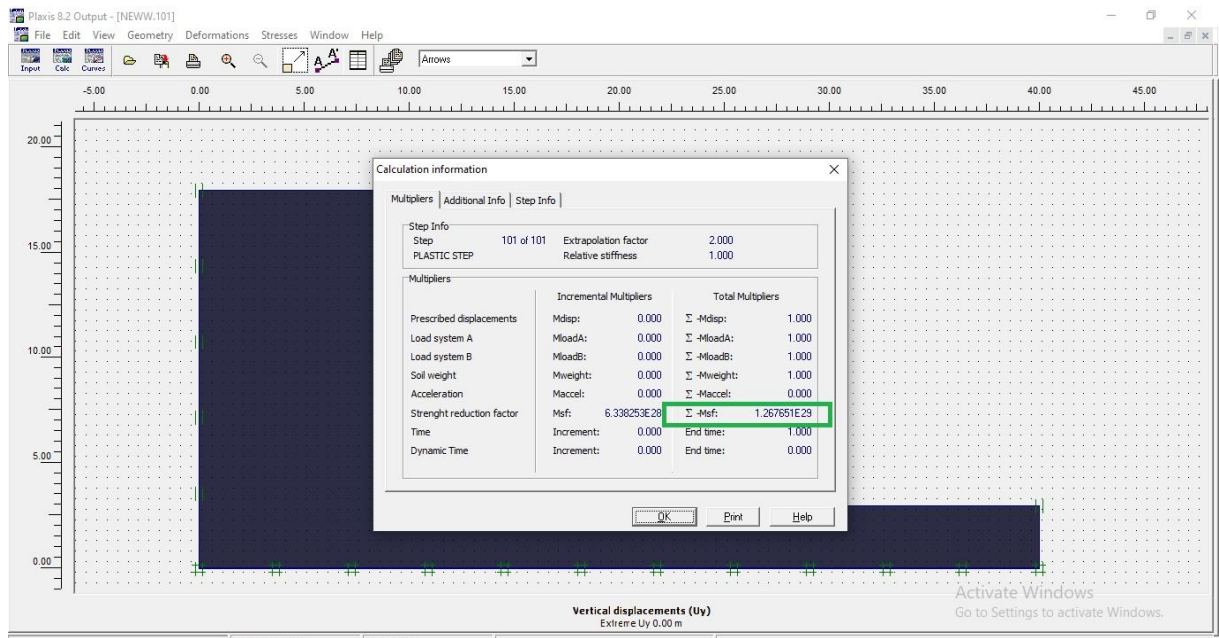 Plaxis 8.2 Output - [NEWW.101]
File Edit View Geometry Deformations Stresses Window Help
Input Calc Curves Arrows
-5.00 0.00 5.00 10.00 15.00 20.00 25.00 30.00 35.00 40.00 45.00
20.00
15.00
10.00
5.00
0.00
Calculation information
Multipliers Additional Info Step Info
Step Info
Step 101 of 101 Extrapolation factor 2.000
PLASTIC STEP Relative stiffness 1.000
Multipliers
Incremental Multipliers Total Multipliers
Prescribed displacements Mdisp: 0.000 Σ -Mdisp: 1.000
Load system A MloadA: 0.000 Σ -MloadA: 1.000
Load system B MloadB: 0.000 Σ -MloadB: 1.000
Soil weight Mweight: 0.000 Σ -Mweight: 1.000
Acceleration Maccel: 0.000 Σ -Maccel: 0.000
Strenght reduction factor Msf: 6.338253E28 Σ -Msf: 1.267651E29
Time Increment: 0.000 End time: 1.000
Dynamic Time Increment: 0.000 End time: 0.000
OK Print Help
Vertical displacements (Uy)
Extreme Uy 0.00 m
Activate Windows
Go to Settings to activate Windows.